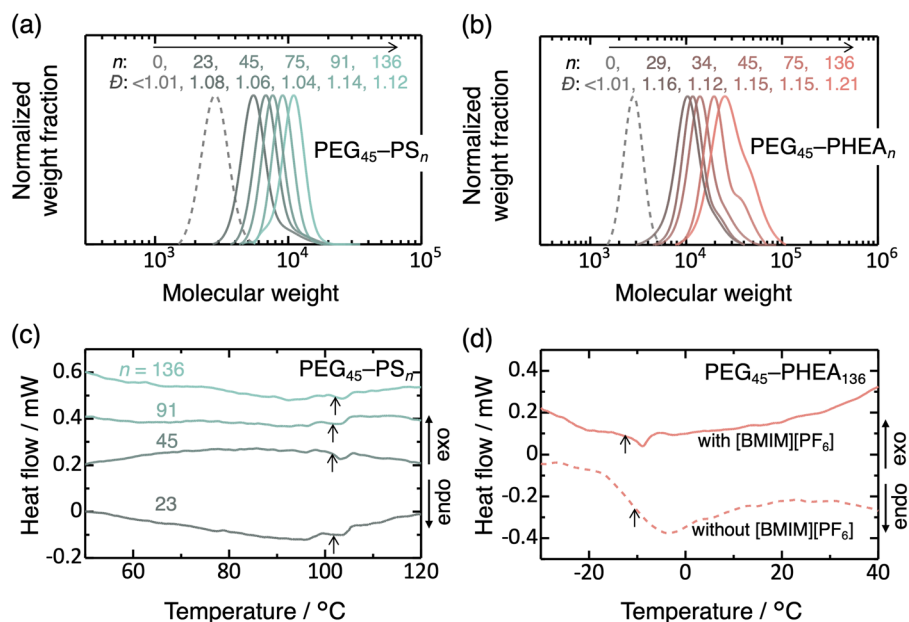 (a)
n: 0, 23, 45, 75, 91, 136
Đ: <1.01, 1.08, 1.06, 1.04, 1.14, 1.12
PEG₄₅–PSₙ
Normalized
weight fraction
10³ 10⁴ 10⁵
Molecular weight
(b)
n: 0, 29, 34, 45, 75, 136
Đ: <1.01, 1.16, 1.12, 1.15, 1.15. 1.21
PEG₄₅–PHEAₙ
Normalized
weight fraction
10³ 10⁴ 10⁵ 10⁶
Molecular weight
(c)
PEG₄₅–PSₙ
n = 136
91
45
23
Heat flow / mW
0.6
0.4
0.2
0
-0.2
exo
endo
60 80 100 120
Temperature / °C
(d)
PEG₄₅–PHEA₁₃₆
with [BMIM][PF₆]
without [BMIM][PF₆]
Heat flow / mW
0.4
0.2
0
-0.2
-0.4
exo
endo
-20 0 20 40
Temperature / °C